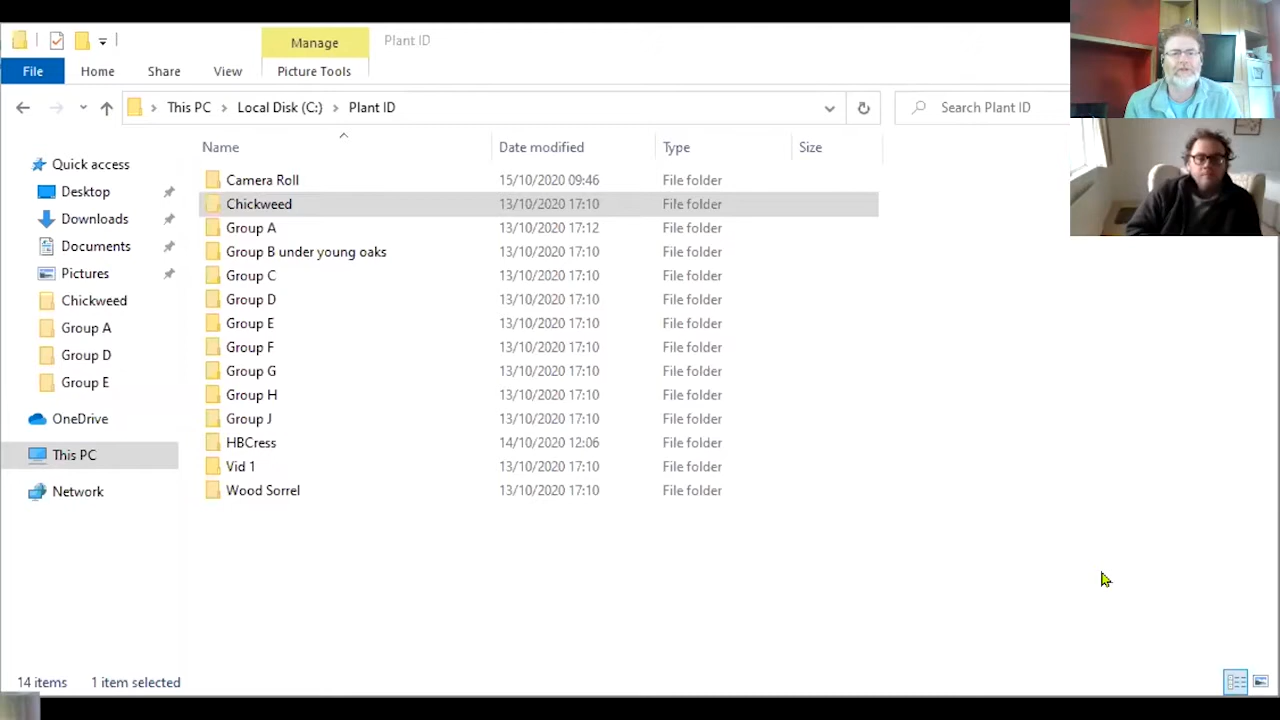 Manage
Plant ID
File
Home
Share
View
Picture Tools
This PC
Local Disk (C:)
Plant ID
Search Plant ID
Name
Date modified
Type
Size
Quick access
Desktop
Downloads
Documents
Pictures
Chickweed
Group A
Group D
Group E
OneDrive
This PC
Network
Camera Roll 15/10/2020 09:46 File folder
Chickweed 13/10/2020 17:10 File folder
Group A 13/10/2020 17:12 File folder
Group B under young oaks 13/10/2020 17:10 File folder
Group C 13/10/2020 17:10 File folder
Group D 13/10/2020 17:10 File folder
Group E 13/10/2020 17:10 File folder
Group F 13/10/2020 17:10 File folder
Group G 13/10/2020 17:10 File folder
Group H 13/10/2020 17:10 File folder
Group J 13/10/2020 17:10 File folder
HBCress 14/10/2020 12:06 File folder
Vid 1 13/10/2020 17:10 File folder
Wood Sorrel 13/10/2020 17:10 File folder
14 items
1 item selected